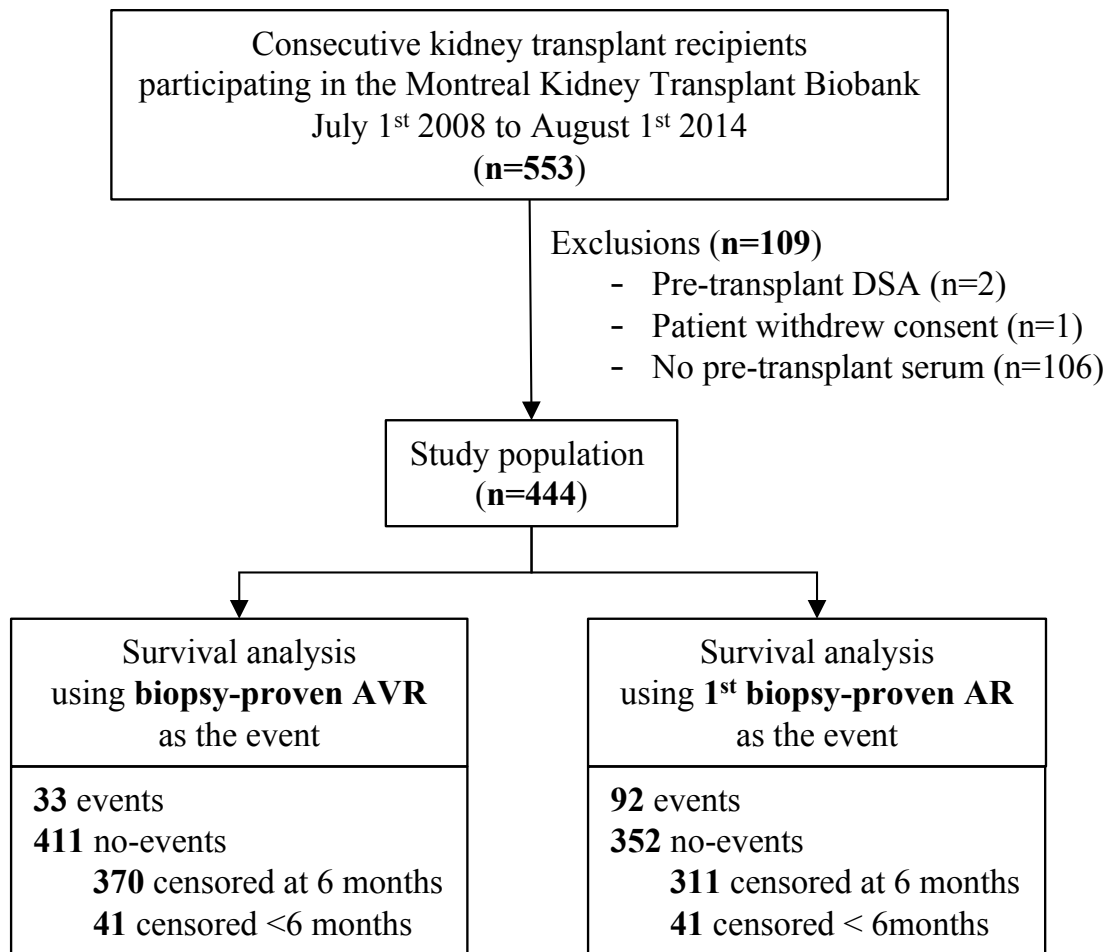 Consecutive kidney transplant recipients
participating in the Montreal Kidney Transplant Biobank
July 1st 2008 to August 1st 2014
(n=553)
Exclusions (n=109)
- Pre-transplant DSA (n=2)
- Patient withdrew consent (n=1)
- No pre-transplant serum (n=106)
Study population
(n=444)
Survival analysis
using biopsy-proven AVR
as the event
33 events
411 no-events
370 censored at 6 months
41 censored <6 months
Survival analysis
using 1st biopsy-proven AR
as the event
92 events
352 no-events
311 censored at 6 months
41 censored < 6months